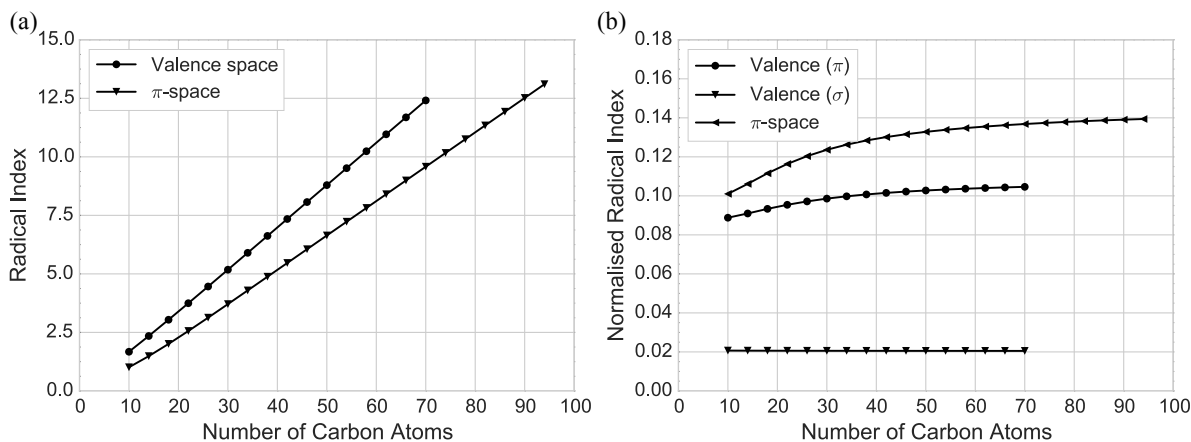 (a)
15.0
12.5
10.0
7.5
5.0
2.5
0.0
Radical Index
Valence space
π-space
0 10 20 30 40 50 60 70 80 90 100
Number of Carbon Atoms
(b)
0.18
0.16
0.14
0.12
0.10
0.08
0.06
0.04
0.02
0.00
Normalised Radical Index
Valence (π)
Valence (σ)
π-space
0 10 20 30 40 50 60 70 80 90 100
Number of Carbon Atoms